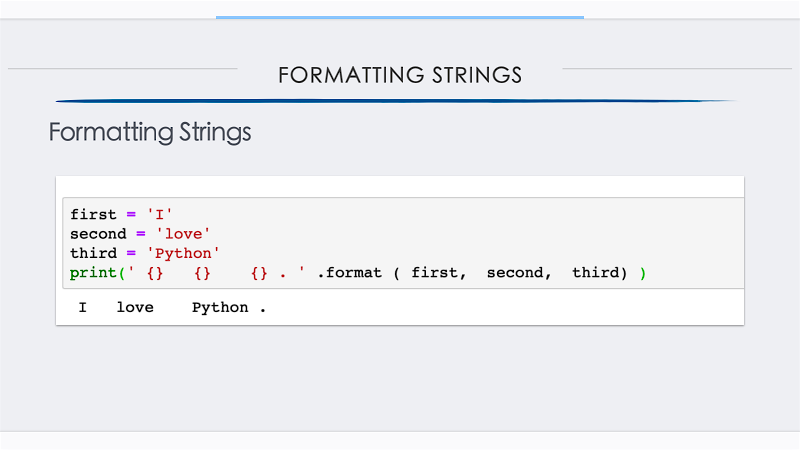 FORMATTING STRINGS
Formatting Strings
first = 'I'
second = 'love'
third = 'Python'
print(' {}   {}    {} . ' .format ( first,  second,  third) )
 I   love    Python .